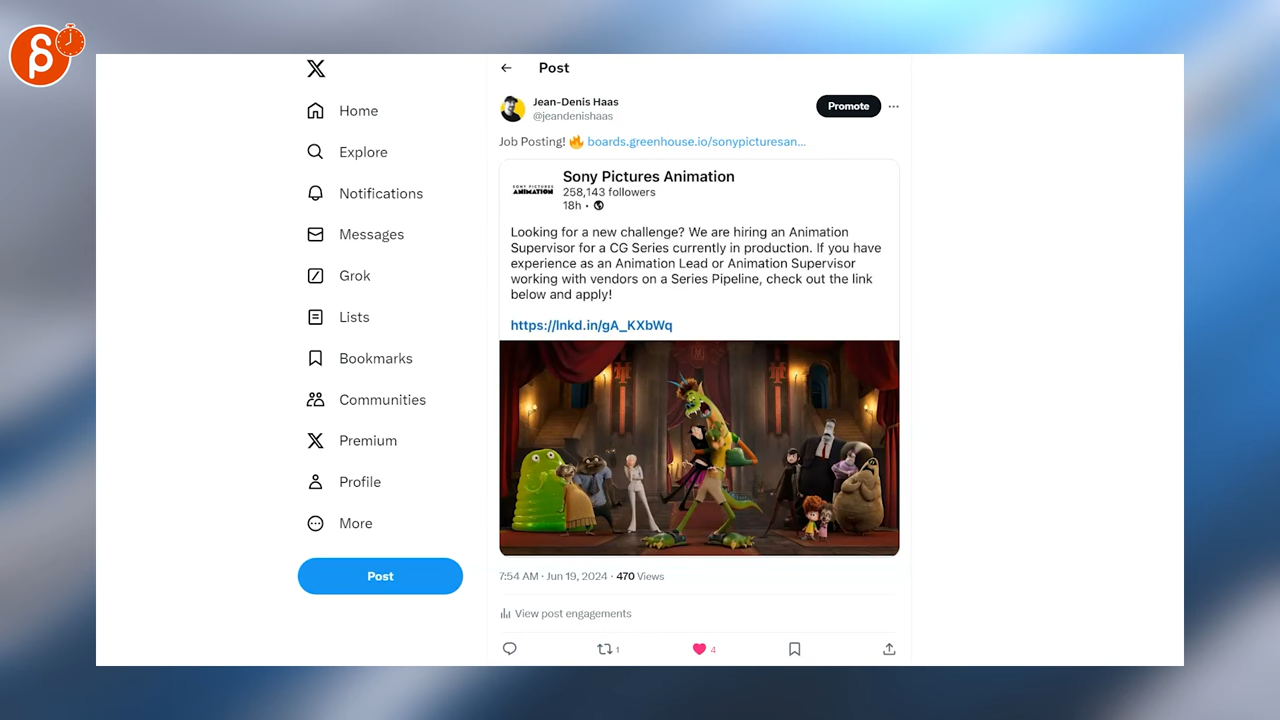 Post
Jean-Denis Haas
@jeandenishaas
Promote
Job Posting! 🔥 boards.greenhouse.io/sonypicturesan...
SONY PICTURES
ANIMATION
Sony Pictures Animation
258,143 followers
18h •
Looking for a new challenge? We are hiring an Animation
Supervisor for a CG Series currently in production. If you have
experience as an Animation Lead or Animation Supervisor
working with vendors on a Series Pipeline, check out the link
below and apply!
https://lnkd.in/gA_KXbWq
7:54 AM · Jun 19, 2024 · 470 Views
View post engagements
1
4
Home
Explore
Notifications
Messages
Grok
Lists
Bookmarks
Communities
Premium
Profile
More
Post